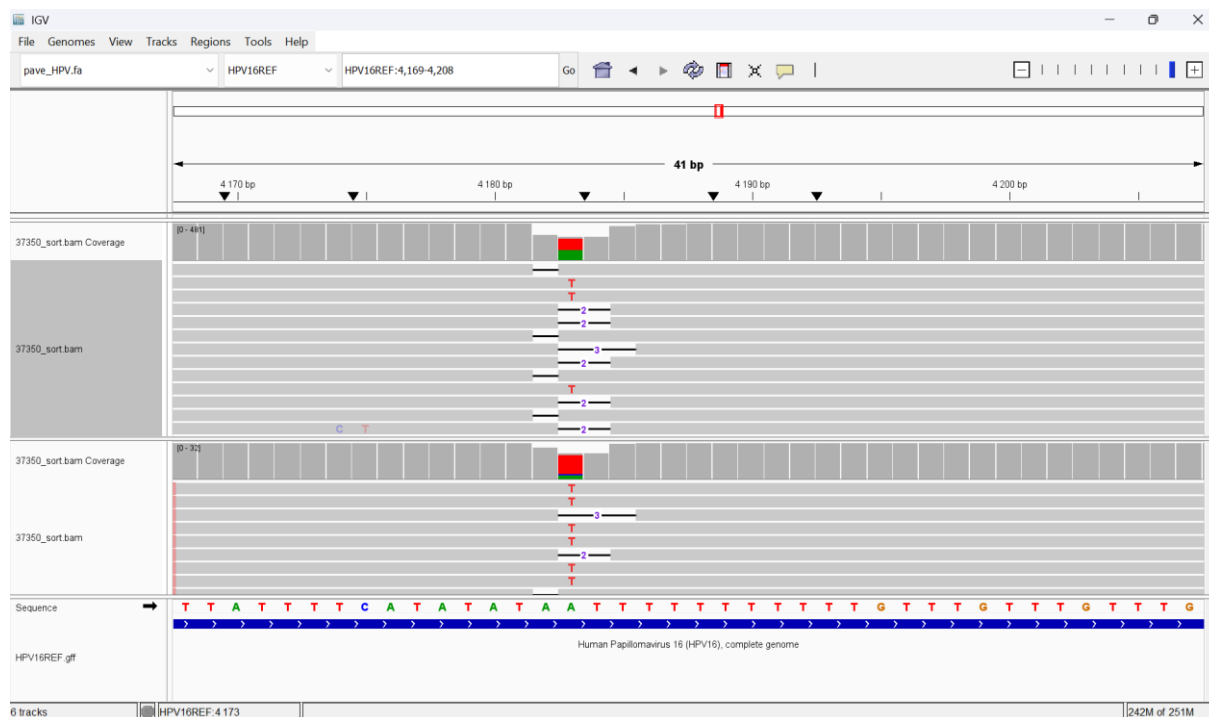 IGV
File Genomes View Tracks Regions Tools Help
pave_HPV.fa HPV16REF HPV16REF:4,169-4,208 Go
41 bp
4 170 bp 4 180 bp 4 190 bp 4 200 bp
37350_sort.bam Coverage
[0 - 481]
T
T
2
2
37350_sort.bam
3
2
T
2
C T 2
37350_sort.bam Coverage
[0 - 32]
T
T
3
T
37350_sort.bam
T
2
T
T
Sequence T T A T T T T C A T A T A T A A T T T T T T T T T T T G T T T G T T T G T T T G
Human Papillomavirus 16 (HPV16), complete genome
HPV16REF.gff
6 tracks HPV16REF:4 173 242M of 251M